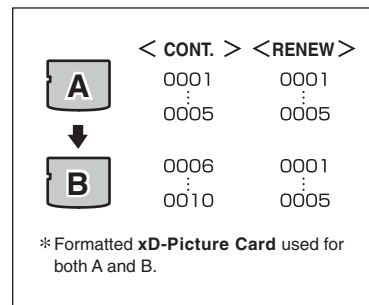 < CONT. > <RENEW>
A 0001 0001
⋮ ⋮
0005 0005
B 0006 0001
⋮ ⋮
0010 0005
*Formatted xD-Picture Card used for
both A and B.